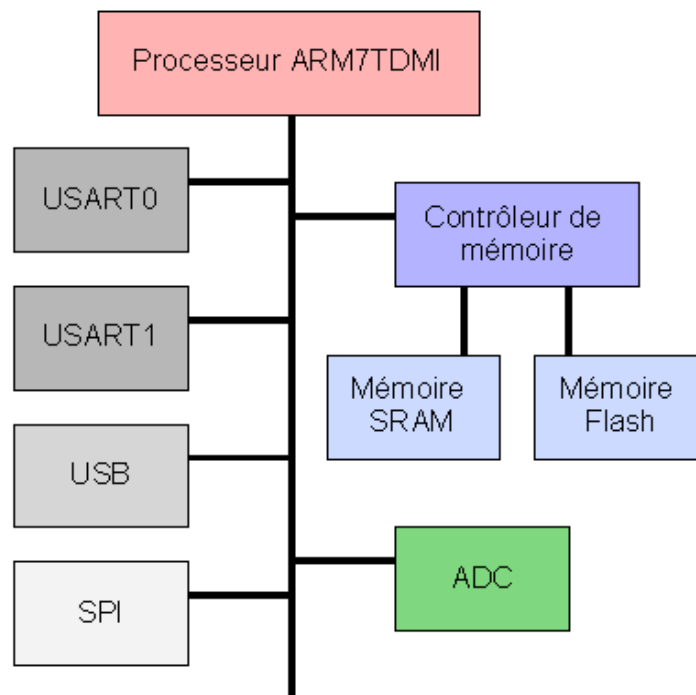 Processeur ARM7TDMI
USART0
Contrôleur de
mémoire
USART1
Mémoire
SRAM
Mémoire
Flash
USB
ADC
SPI